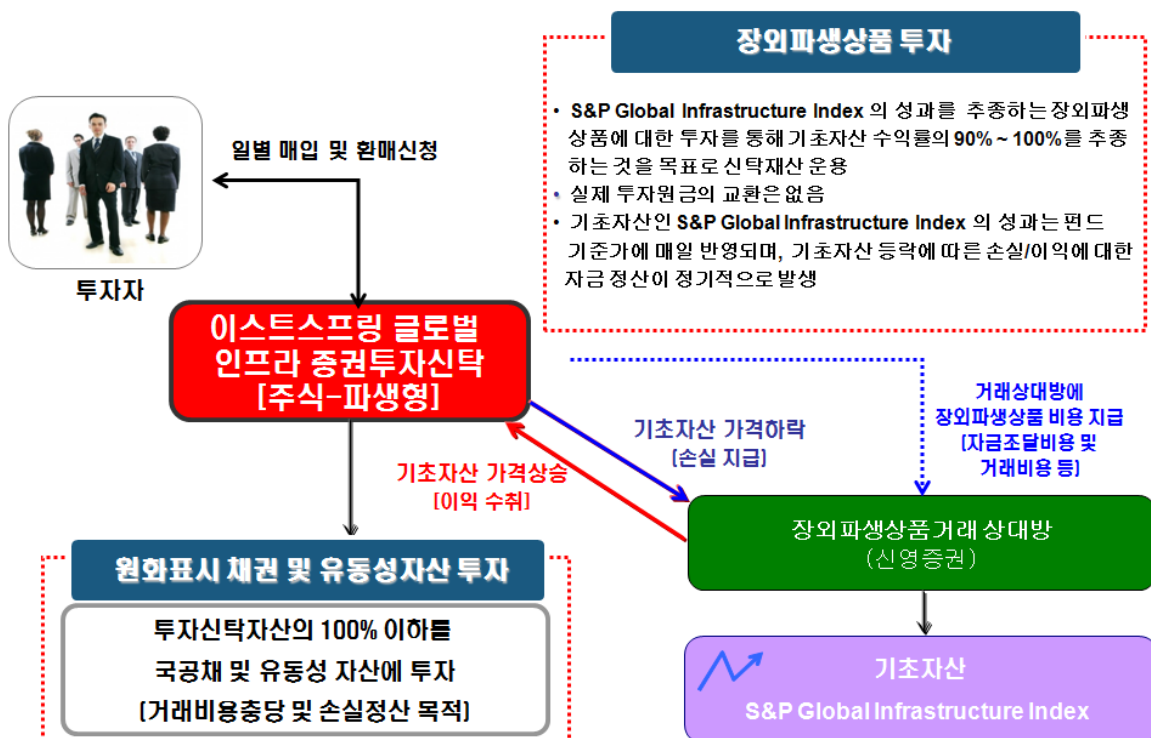 장외파생상품 투자
• S&P Global Infrastructure Index 의 성과를 추종하는 장외파생
상품에 대한 투자를 통해 기초자산 수익률의 90% ~ 100%를 추종
하는 것을 목표로 신탁재산 운용
• 실제 투자원금의 교환은 없음
• 기초자산인 S&P Global Infrastructure Index 의 성과는 펀드
기준가에 매일 반영되며, 기초자산 등락에 따른 손실/이익에 대한
자금 정산이 정기적으로 발생
일별 매입 및 환매신청
투자자
이스트스프링 글로벌
인프라 증권투자신탁
[주식-파생형]
거래상대방에
장외파생상품 비용 지급
(자금조달비용 및
거래비용 등)
기초자산 가격하락
(손실 지급)
기초자산 가격상승
(이익 수취)
장외파생상품거래 상대방
(신영증권)
원화표시 채권 및 유동성자산 투자
투자신탁자산의 100% 이하를
국공채 및 유동성 자산에 투자
(거래비용충당 및 손실정산 목적)
기초자산
S&P Global Infrastructure Index